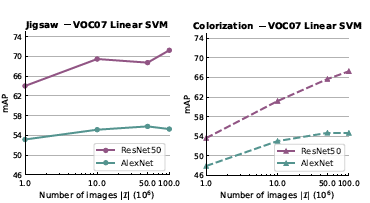 Jigsaw —VOC07 Linear SVM
mAP
74
70
66
62
58
54
50
46
ResNet50
AlexNet
1.0 10.0 50.0 100.0
Number of images |I| (10⁶)
Colorization —VOC07 Linear SVM
mAP
74
70
66
62
58
54
50
46
ResNet50
AlexNet
1.0 10.0 50.0 100.0
Number of images |I| (10⁶)